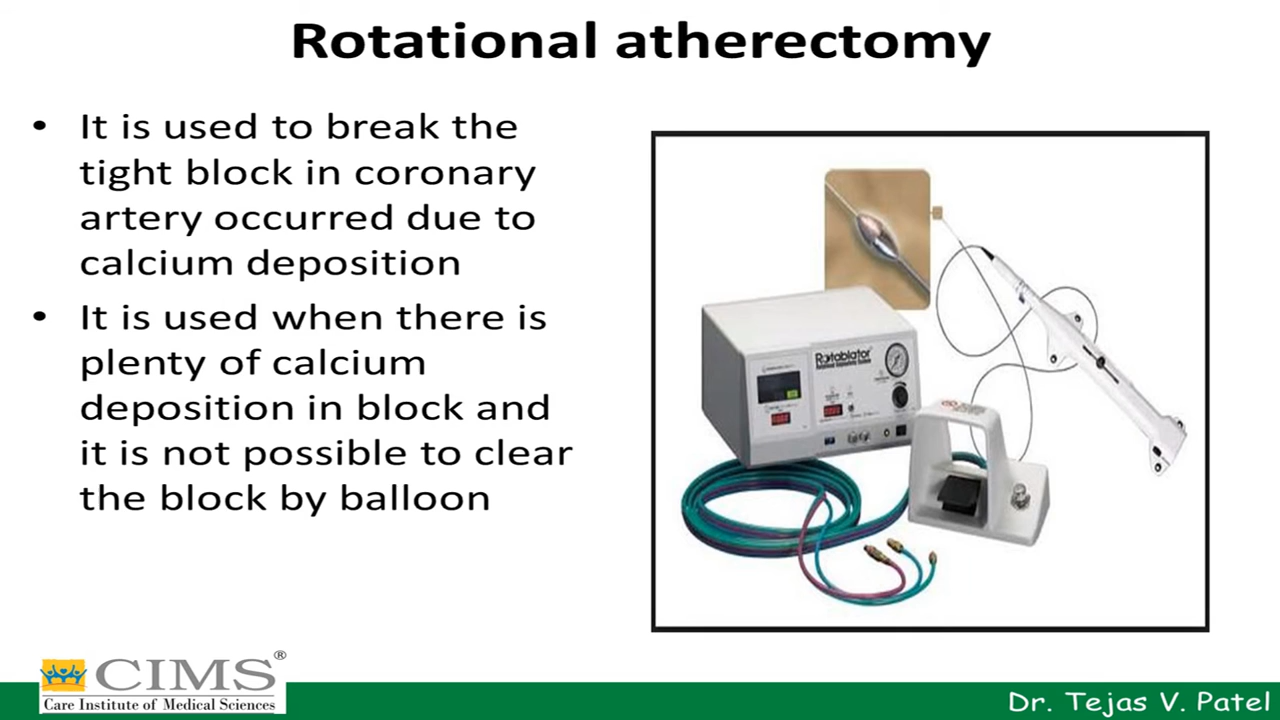 Rotational atherectomy
• It is used to break the
tight block in coronary
artery occurred due to
calcium deposition
• It is used when there is
plenty of calcium
deposition in block and
it is not possible to clear
the block by balloon
Rotablator
CIMS®
Care Institute of Medical Sciences
Dr. Tejas V. Patel